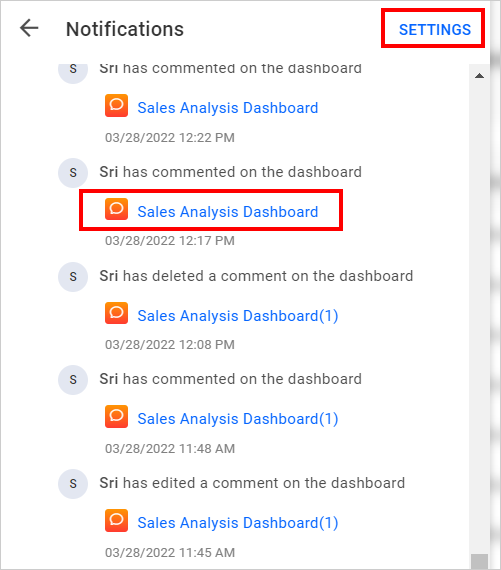 Notifications
SETTINGS
S
Sri has commented on the dashboard
Sales Analysis Dashboard
03/28/2022 12:22 PM
S
Sri has commented on the dashboard
Sales Analysis Dashboard
03/28/2022 12:17 PM
S
Sri has deleted a comment on the dashboard
Sales Analysis Dashboard(1)
03/28/2022 12:08 PM
S
Sri has commented on the dashboard
Sales Analysis Dashboard(1)
03/28/2022 11:48 AM
S
Sri has edited a comment on the dashboard
Sales Analysis Dashboard(1)
03/28/2022 11:45 AM